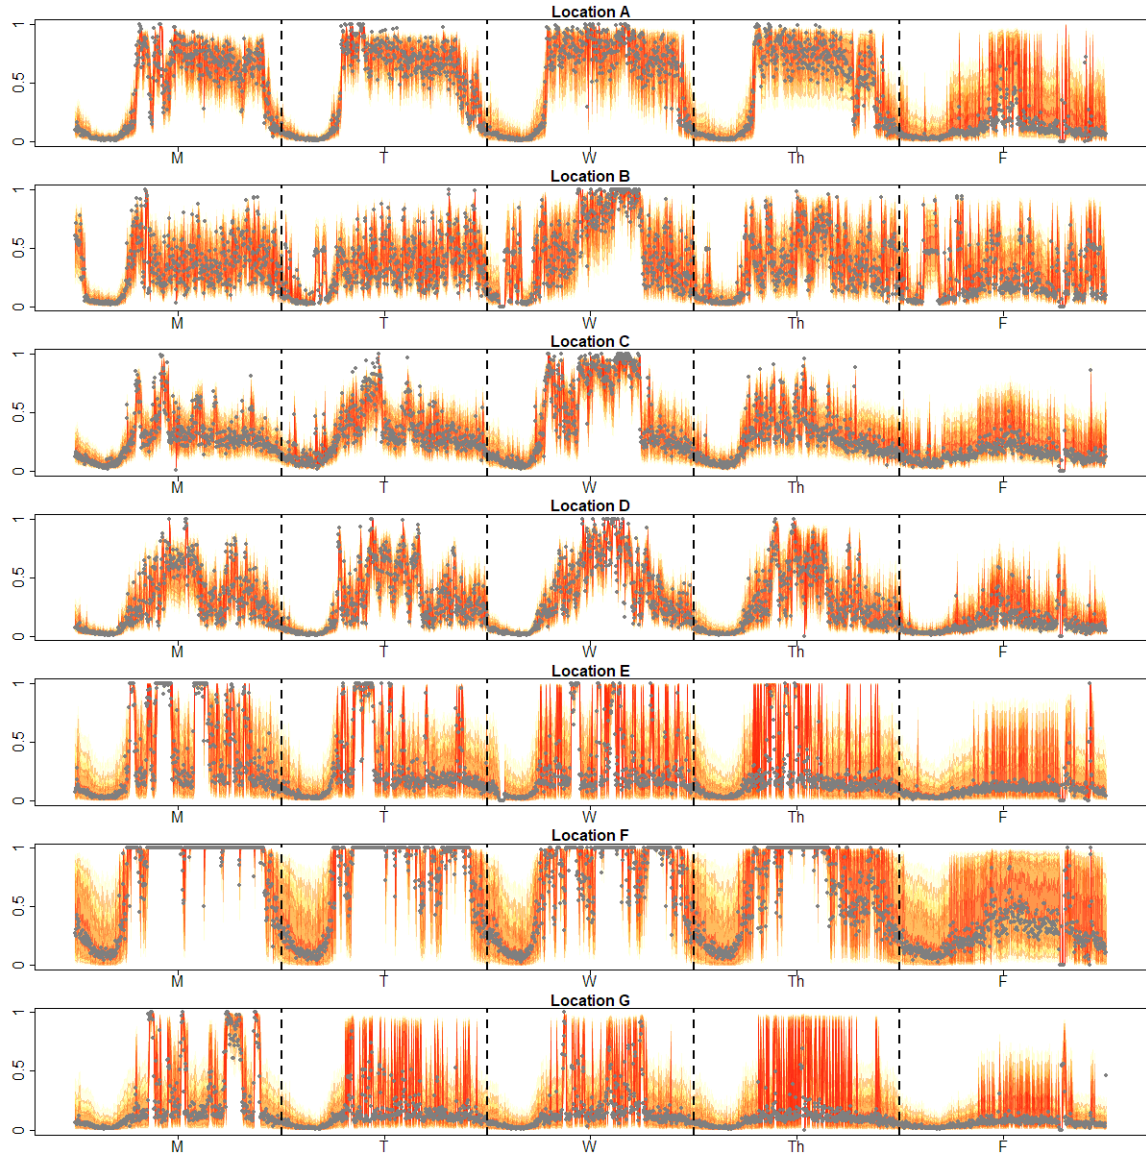 Location A
1
0.5
0
M T W Th F
Location B
1
0.5
0
M T W Th F
Location C
1
0.5
0
M T W Th F
Location D
1
0.5
0
M T W Th F
Location E
1
0.5
0
M T W Th F
Location F
1
0.5
0
M T W Th F
Location G
1
0.5
0
M T W Th F